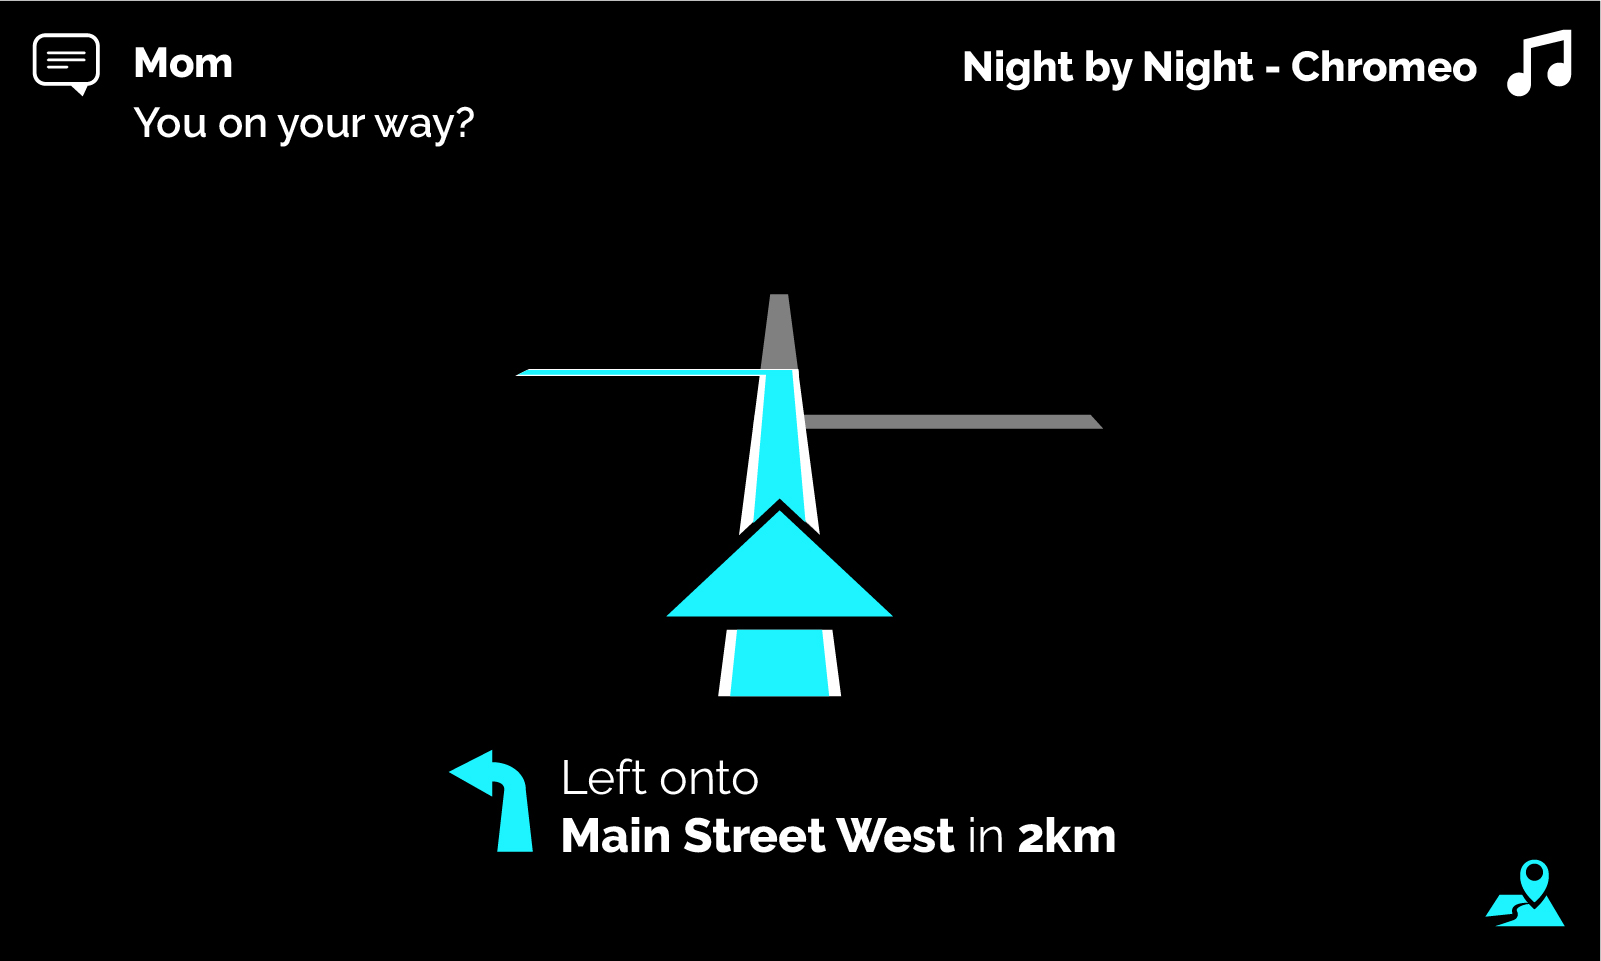 Mom
You on your way?
Night by Night - Chromeo
Left onto
Main Street West in 2km